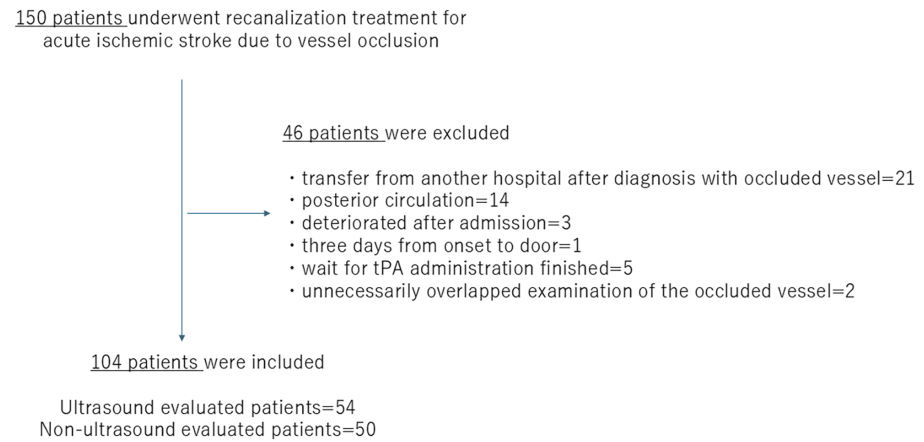 150 patients underwent recanalization treatment for
acute ischemic stroke due to vessel occlusion
46 patients were excluded
・transfer from another hospital after diagnosis with occluded vessel=21
・posterior circulation=14
・deteriorated after admission=3
・three days from onset to door=1
・wait for tPA administration finished=5
・unnecessarily overlapped examination of the occluded vessel=2
104 patients were included
Ultrasound evaluated patients=54
Non-ultrasound evaluated patients=50